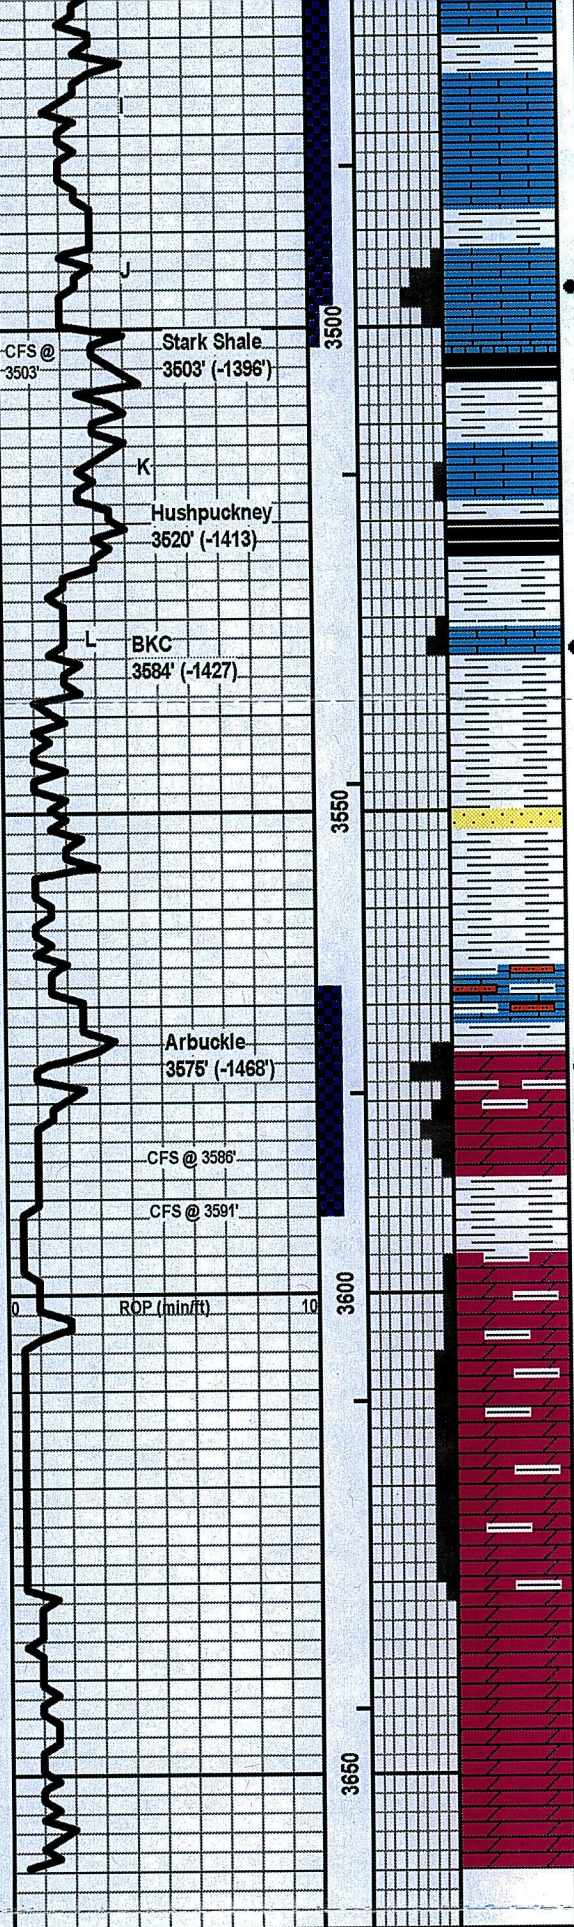 I
J
3500
Stark Shale
3503' (-1396')
CFS @
3503'
K
Hushpuckney
3520' (-1413)
L
BKC
3584' (-1427)
3550
Arbuckle
3575' (-1468')
CFS @ 3586'
CFS @ 3591'
3600
0 ROP (min/ft) 10
3650